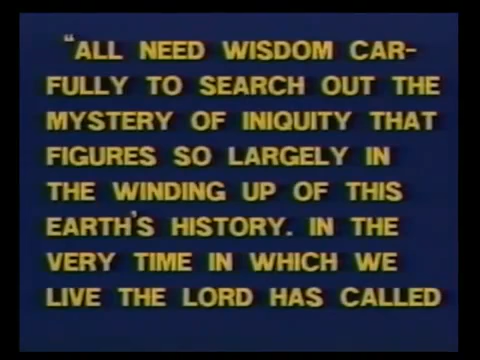 "ALL NEED WISDOM CAR-
FULLY TO SEARCH OUT THE
MYSTERY OF INIQUITY THAT
FIGURES SO LARGELY IN
THE WINDING UP OF THIS
EARTH'S HISTORY. IN THE
VERY TIME IN WHICH WE
LIVE THE LORD HAS CALLED